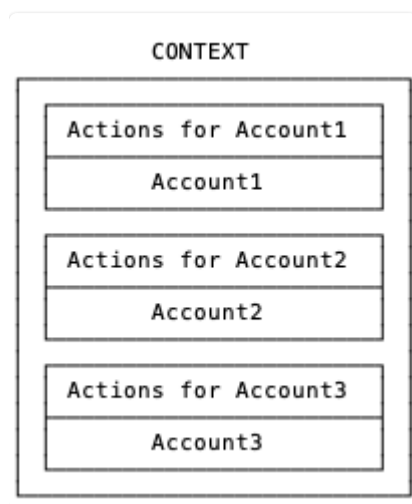 CONTEXT
Actions for Account1
Account1
Actions for Account2
Account2
Actions for Account3
Account3